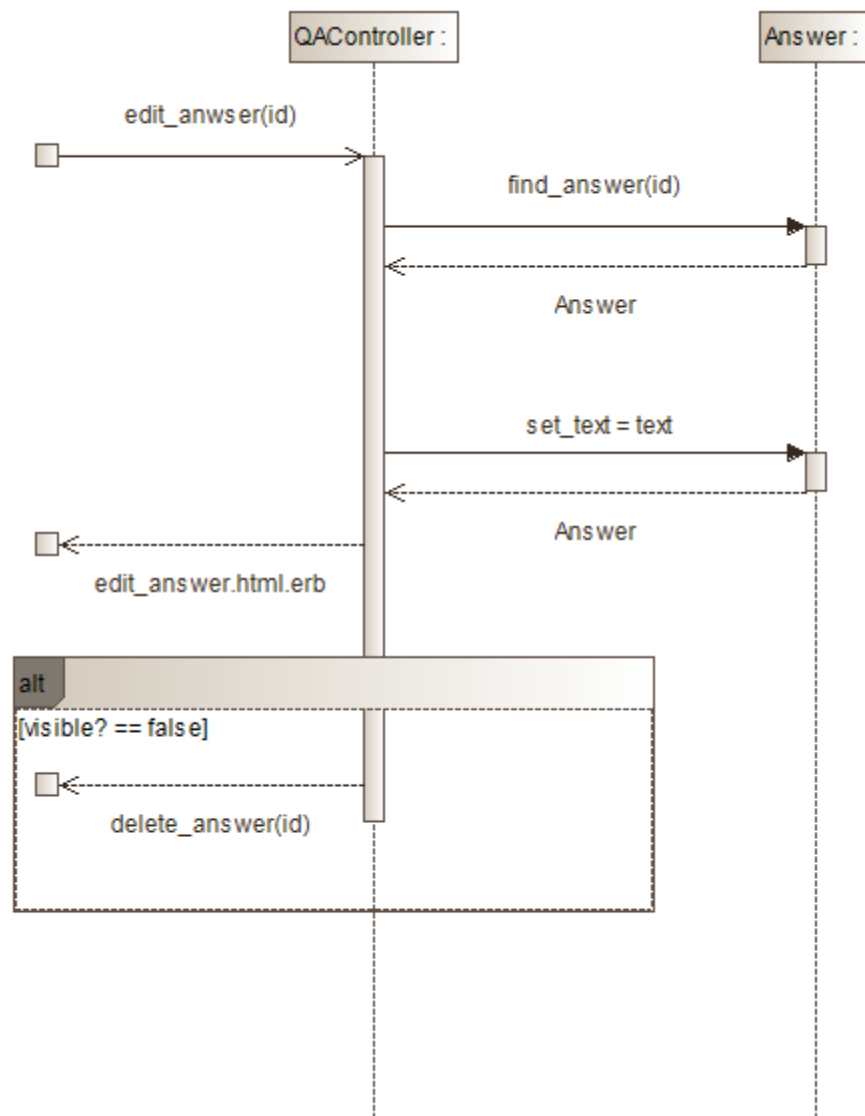 QAController :
Answer :
edit_anwser(id)
find_answer(id)
Answer
set_text = text
Answer
edit_answer.html.erb
alt
[visible? == false]
delete_answer(id)